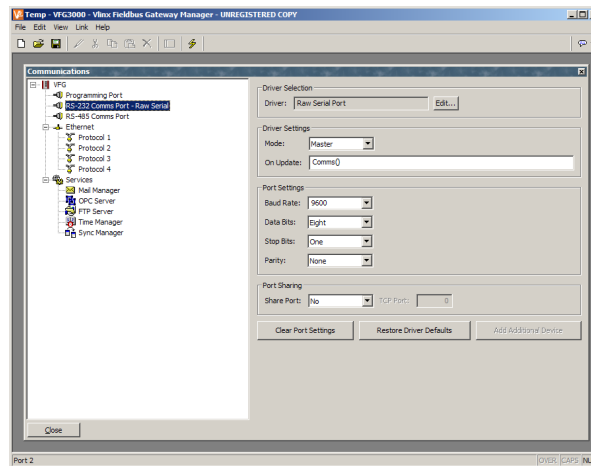 Temp - VFG3000 - Vlinx Fieldbus Gateway Manager - UNREGISTERED COPY
File Edit View Link Help
Communications
VFG
Programming Port
RS-232 Comms Port - Raw Serial
RS-485 Comms Port
Ethernet
Protocol 1
Protocol 2
Protocol 3
Protocol 4
Services
Mail Manager
OPC Server
FTP Server
Time Manager
Sync Manager
Close
Driver Selection
Driver: Raw Serial Port Edit...
Driver Settings
Mode: Master
On Update: Comms()
Port Settings
Baud Rate: 9600
Data Bits: Eight
Stop Bits: One
Parity: None
Port Sharing
Share Port: No TCP Port: 0
Clear Port Settings Restore Driver Defaults Add Additional Device
Port 2 OVER CAPS NU